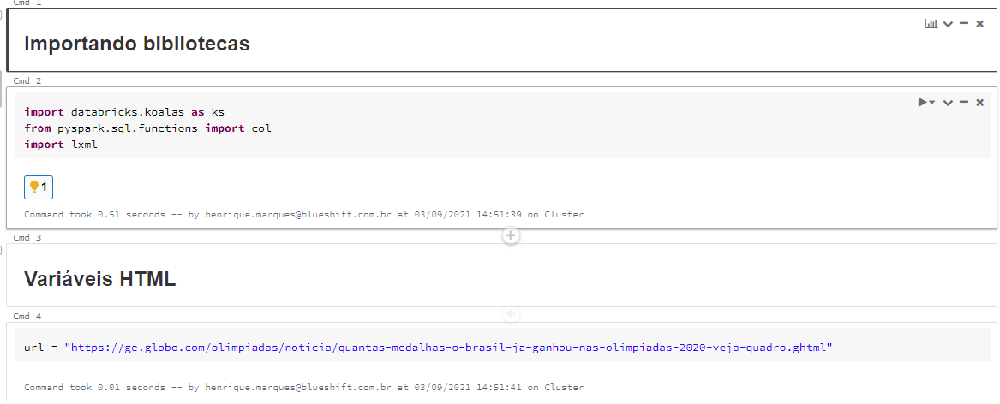 Cmd 1
Importando bibliotecas
Cmd 2
import databricks.koalas as ks
from pyspark.sql.functions import col
import lxml
1
Command took 0.51 seconds -- by henrique.marques@blueshift.com.br at 03/09/2021 14:51:39 on Cluster
Cmd 3
Variáveis HTML
Cmd 4
url = "https://ge.globo.com/olimpiadas/noticia/quantas-medalhas-o-brasil-ja-ganhou-nas-olimpiadas-2020-veja-quadro.ghtml"
Command took 0.01 seconds -- by henrique.marques@blueshift.com.br at 03/09/2021 14:51:41 on Cluster